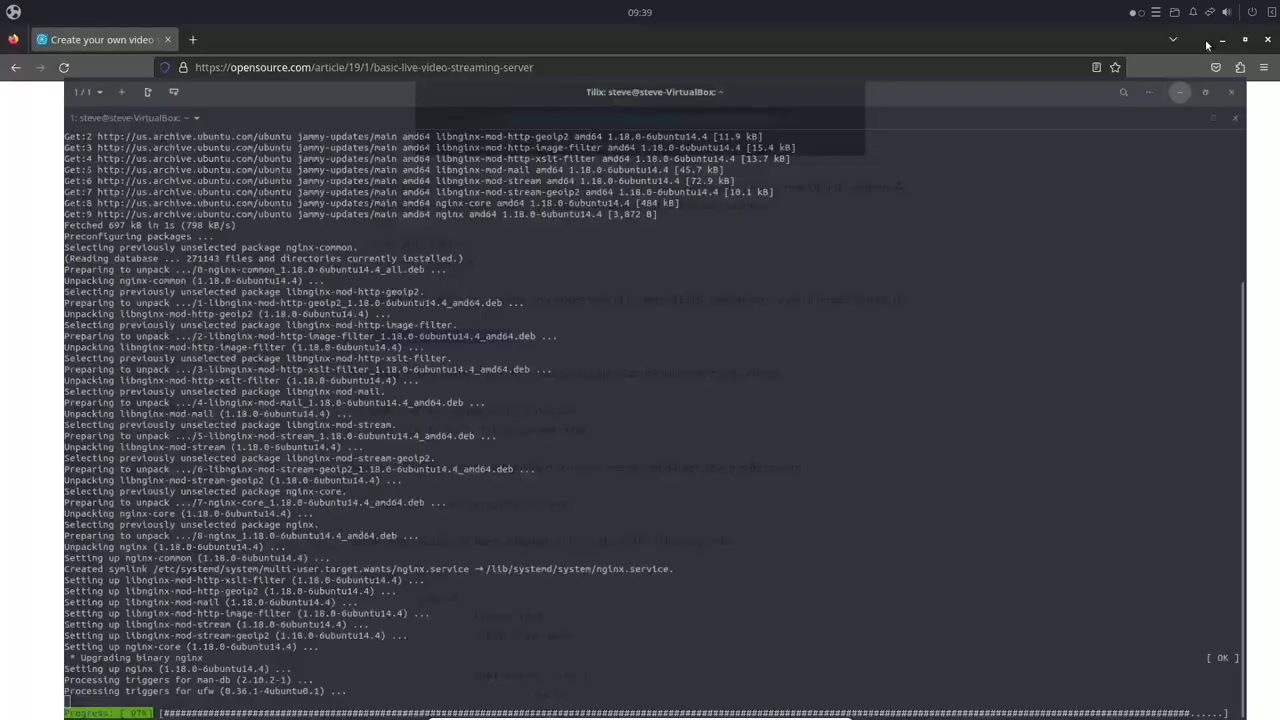 09:39
Create your own video s
https://opensource.com/article/19/1/basic-live-video-streaming-server
1 / 1
Tilix: steve@steve-VirtualBox: ~
1: steve@steve-VirtualBox: ~
Get:2 http://us.archive.ubuntu.com/ubuntu jammy-updates/main amd64 libnginx-mod-http-geoip2 amd64 1.18.0-6ubuntu14.4 [11.9 kB]
Get:3 http://us.archive.ubuntu.com/ubuntu jammy-updates/main amd64 libnginx-mod-http-image-filter amd64 1.18.0-6ubuntu14.4 [15.4 kB]
Get:4 http://us.archive.ubuntu.com/ubuntu jammy-updates/main amd64 libnginx-mod-http-xslt-filter amd64 1.18.0-6ubuntu14.4 [13.7 kB]
Get:5 http://us.archive.ubuntu.com/ubuntu jammy-updates/main amd64 libnginx-mod-mail amd64 1.18.0-6ubuntu14.4 [45.7 kB]
Get:6 http://us.archive.ubuntu.com/ubuntu jammy-updates/main amd64 libnginx-mod-stream amd64 1.18.0-6ubuntu14.4 [72.9 kB]
Get:7 http://us.archive.ubuntu.com/ubuntu jammy-updates/main amd64 libnginx-mod-stream-geoip2 amd64 1.18.0-6ubuntu14.4 [10.1 kB]
Get:8 http://us.archive.ubuntu.com/ubuntu jammy-updates/main amd64 nginx-core amd64 1.18.0-6ubuntu14.4 [484 kB]
Get:9 http://us.archive.ubuntu.com/ubuntu jammy-updates/main amd64 nginx amd64 1.18.0-6ubuntu14.4 [3,872 B]
Fetched 697 kB in 1s (798 kB/s)
Preconfiguring packages ...
Selecting previously unselected package nginx-common.
(Reading database ... 271143 files and directories currently installed.)
Preparing to unpack .../0-nginx-common_1.18.0-6ubuntu14.4_all.deb ...
Unpacking nginx-common (1.18.0-6ubuntu14.4) ...
Selecting previously unselected package libnginx-mod-http-geoip2.
Preparing to unpack .../1-libnginx-mod-http-geoip2_1.18.0-6ubuntu14.4_amd64.deb ...
Unpacking libnginx-mod-http-geoip2 (1.18.0-6ubuntu14.4) ...
Selecting previously unselected package libnginx-mod-http-image-filter.
Preparing to unpack .../2-libnginx-mod-http-image-filter_1.18.0-6ubuntu14.4_amd64.deb ...
Unpacking libnginx-mod-http-image-filter (1.18.0-6ubuntu14.4) ...
Selecting previously unselected package libnginx-mod-http-xslt-filter.
Preparing to unpack .../3-libnginx-mod-http-xslt-filter_1.18.0-6ubuntu14.4_amd64.deb ...
Unpacking libnginx-mod-http-xslt-filter (1.18.0-6ubuntu14.4) ...
Selecting previously unselected package libnginx-mod-mail.
Preparing to unpack .../4-libnginx-mod-mail_1.18.0-6ubuntu14.4_amd64.deb ...
Unpacking libnginx-mod-mail (1.18.0-6ubuntu14.4) ...
Selecting previously unselected package libnginx-mod-stream.
Preparing to unpack .../5-libnginx-mod-stream_1.18.0-6ubuntu14.4_amd64.deb ...
Unpacking libnginx-mod-stream (1.18.0-6ubuntu14.4) ...
Selecting previously unselected package libnginx-mod-stream-geoip2.
Preparing to unpack .../6-libnginx-mod-stream-geoip2_1.18.0-6ubuntu14.4_amd64.deb ...
Unpacking libnginx-mod-stream-geoip2 (1.18.0-6ubuntu14.4) ...
Selecting previously unselected package nginx-core.
Preparing to unpack .../7-nginx-core_1.18.0-6ubuntu14.4_amd64.deb ...
Unpacking nginx-core (1.18.0-6ubuntu14.4) ...
Selecting previously unselected package nginx.
Preparing to unpack .../8-nginx_1.18.0-6ubuntu14.4_amd64.deb ...
Unpacking nginx (1.18.0-6ubuntu14.4) ...
Setting up nginx-common (1.18.0-6ubuntu14.4) ...
Created symlink /etc/systemd/system/multi-user.target.wants/nginx.service → /lib/systemd/system/nginx.service.
Setting up libnginx-mod-http-xslt-filter (1.18.0-6ubuntu14.4) ...
Setting up libnginx-mod-http-geoip2 (1.18.0-6ubuntu14.4) ...
Setting up libnginx-mod-mail (1.18.0-6ubuntu14.4) ...
Setting up libnginx-mod-http-image-filter (1.18.0-6ubuntu14.4) ...
Setting up libnginx-mod-stream (1.18.0-6ubuntu14.4) ...
Setting up libnginx-mod-stream-geoip2 (1.18.0-6ubuntu14.4) ...
Setting up nginx-core (1.18.0-6ubuntu14.4) ...
* Upgrading binary nginx [ OK ]
Setting up nginx (1.18.0-6ubuntu14.4) ...
Processing triggers for man-db (2.10.2-1) ...
Processing triggers for ufw (0.36.1-4ubuntu0.1) ...
Progress: [ 97%]